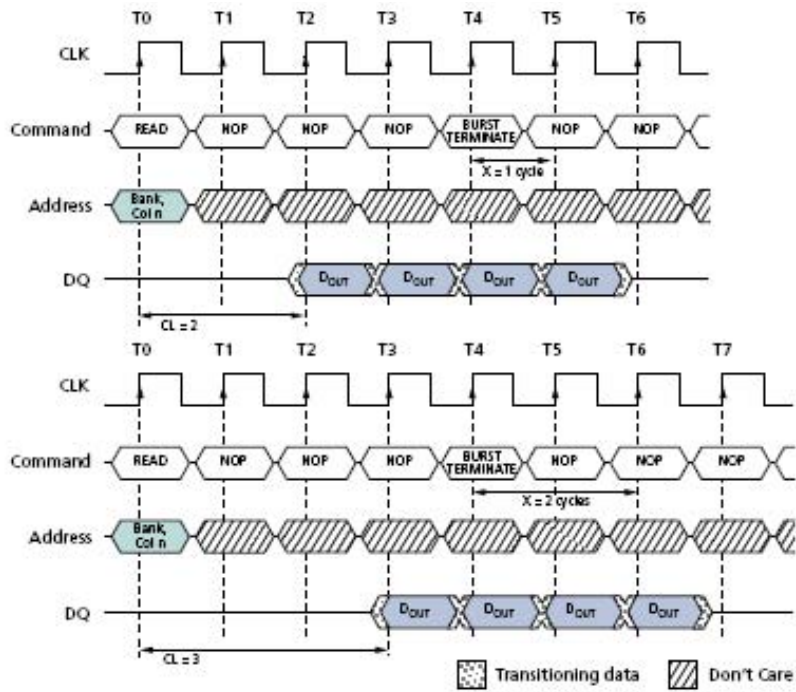 T0 T1 T2 T3 T4 T5 T6
CLK
Command READ NOP NOP NOP BURST TERMINATE NOP NOP
X = 1 cycle
Address Bank, Col n
DQ DOUT DOUT DOUT DOUT
CL = 2
T0 T1 T2 T3 T4 T5 T6 T7
CLK
Command READ NOP NOP NOP BURST TERMINATE NOP NOP NOP
X = 2 cycles
Address Bank, Col n
DQ DOUT DOUT DOUT DOUT
CL = 3
Transitioning data Don't Care